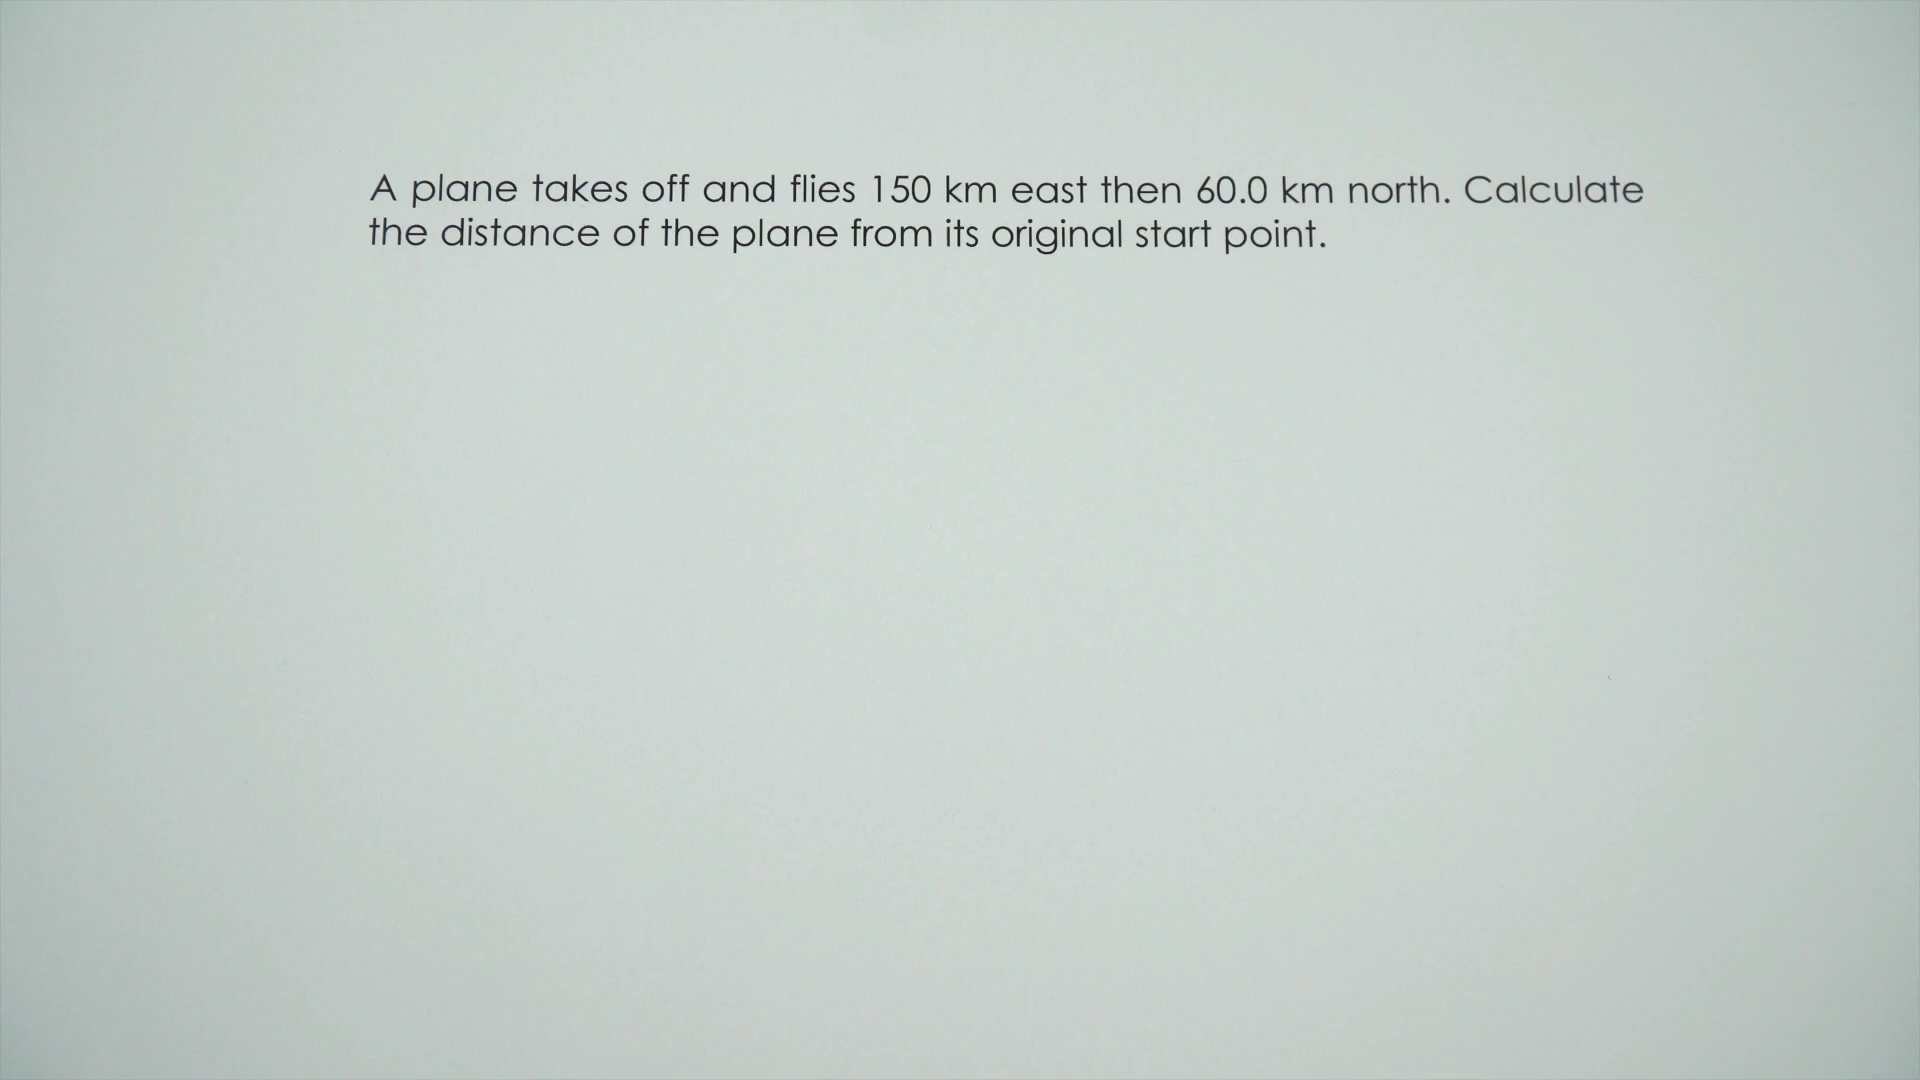 A plane takes off and flies 150 km east then 60.0 km north. Calculate
the distance of the plane from its original start point.